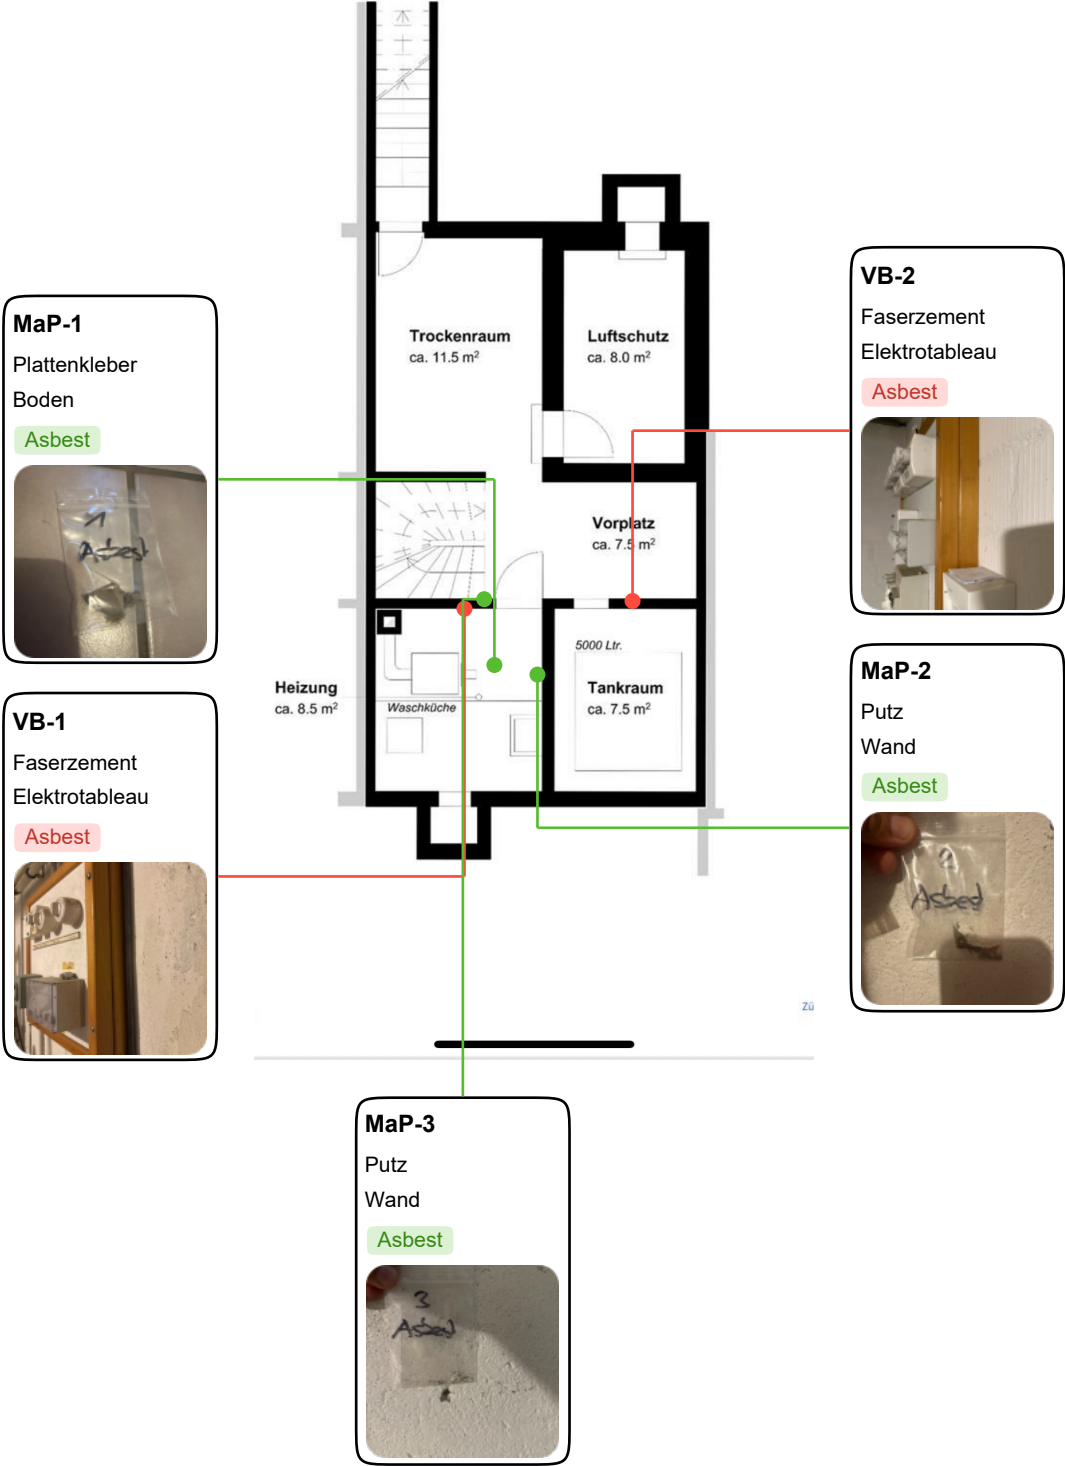 MaP-1
Plattenkleber
Boden
Asbest
1
Asbest
VB-1
Faserzement
Elektrotableau
Asbest
Trockenraum
ca. 11.5 m²
Luftschutz
ca. 8.0 m²
Vorplatz
ca. 7.5 m²
5000 Ltr.
Tankraum
ca. 7.5 m²
Heizung
ca. 8.5 m²
Waschküche
Zü
VB-2
Faserzement
Elektrotableau
Asbest
MaP-2
Putz
Wand
Asbest
2
Asbest
MaP-3
Putz
Wand
Asbest
3
Asbest